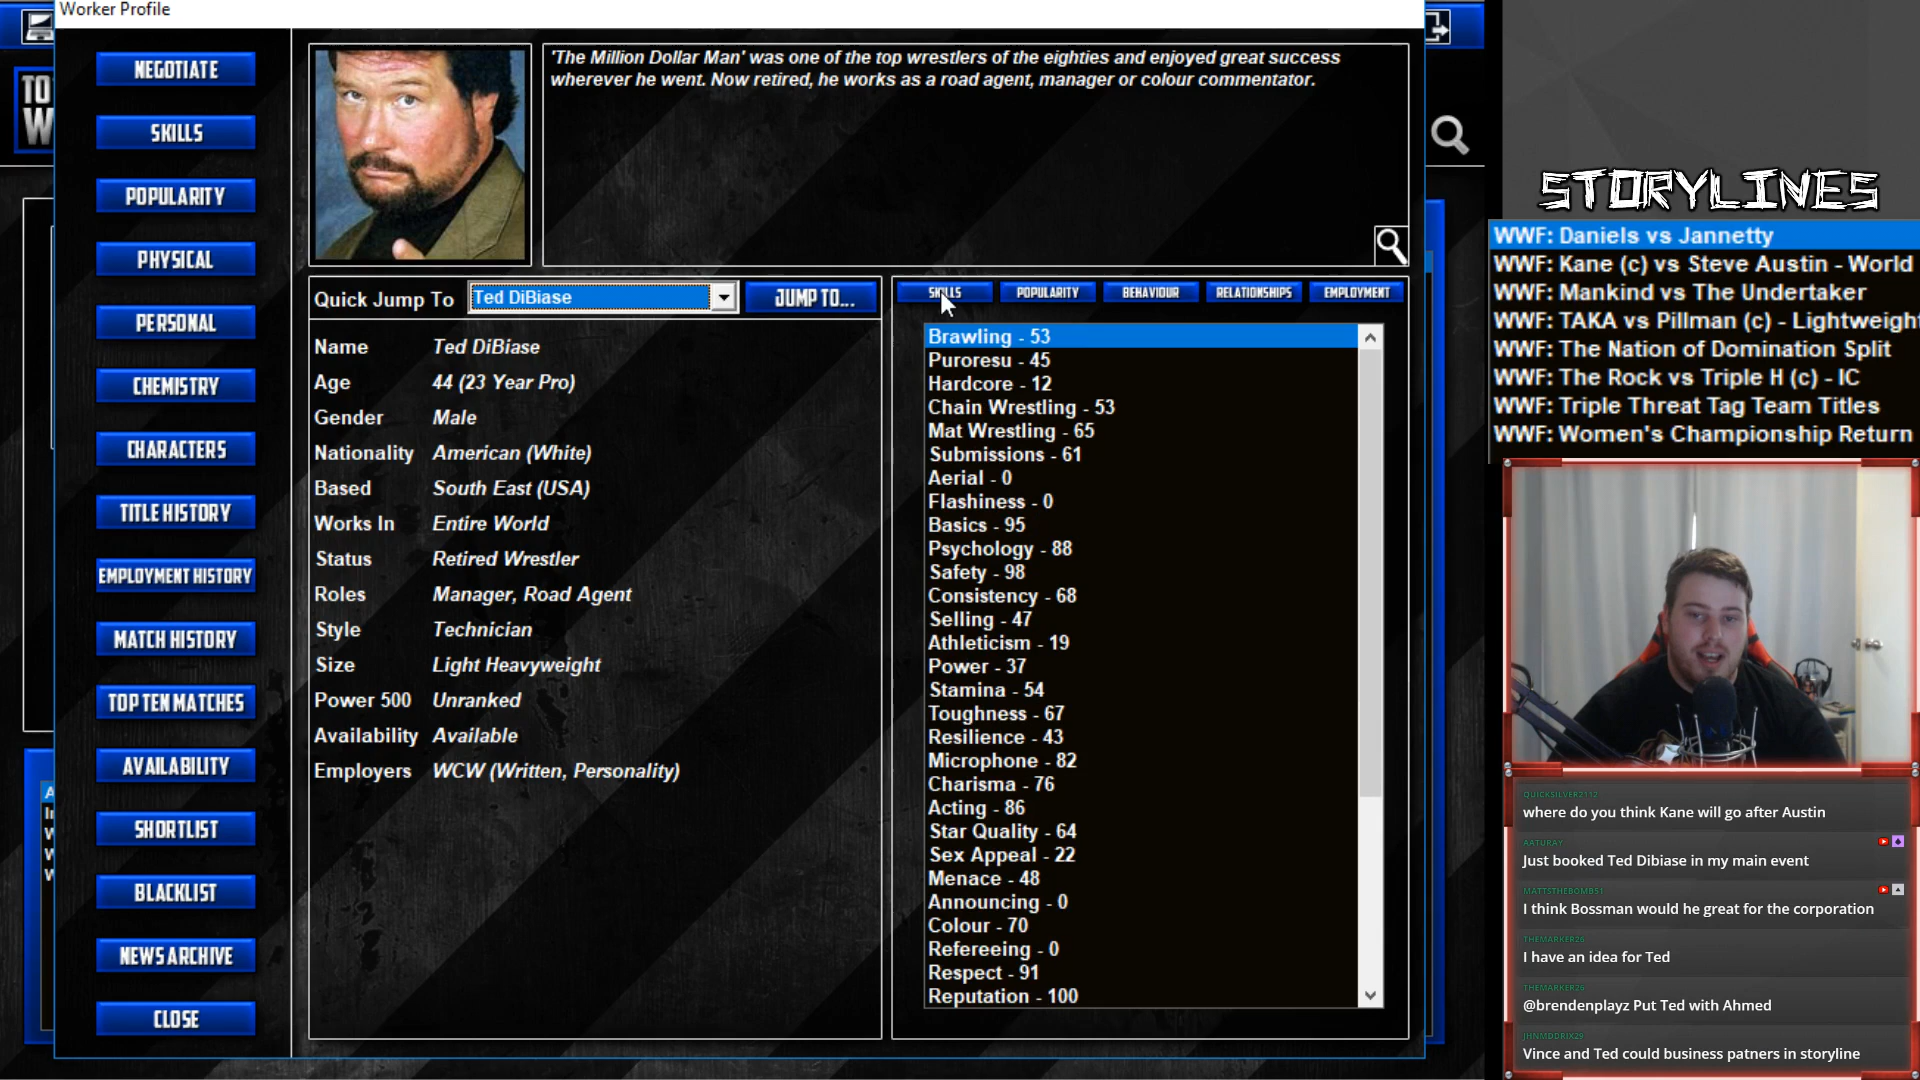 Worker Profile
NEGOTIATE
SKILLS
POPULARITY
PHYSICAL
PERSONAL
CHEMISTRY
CHARACTERS
TITLE HISTORY
EMPLOYMENT HISTORY
MATCH HISTORY
TOP TEN MATCHES
AVAILABILITY
SHORTLIST
BLACKLIST
NEWS ARCHIVE
CLOSE
'The Million Dollar Man' was one of the top wrestlers of the eighties and enjoyed great success
wherever he went. Now retired, he works as a road agent, manager or colour commentator.
Quick Jump To Ted DiBiase JUMP TO...
Name Ted DiBiase
Age 44 (23 Year Pro)
Gender Male
Nationality American (White)
Based South East (USA)
Works In Entire World
Status Retired Wrestler
Roles Manager, Road Agent
Style Technician
Size Light Heavyweight
Power 500 Unranked
Availability Available
Employers WCW (Written, Personality)
SKILLS POPULARITY BEHAVIOUR RELATIONSHIPS EMPLOYMENT
Brawling - 53
Puroresu - 45
Hardcore - 12
Chain Wrestling - 53
Mat Wrestling - 65
Submissions - 61
Aerial - 0
Flashiness - 0
Basics - 95
Psychology - 88
Safety - 98
Consistency - 68
Selling - 47
Athleticism - 19
Power - 37
Stamina - 54
Toughness - 67
Resilience - 43
Microphone - 82
Charisma - 76
Acting - 86
Star Quality - 64
Sex Appeal - 22
Menace - 48
Announcing - 0
Colour - 70
Refereeing - 0
Respect - 91
Reputation - 100
STORYLINES
WWF: Daniels vs Jannetty
WWF: Kane (c) vs Steve Austin - World
WWF: Mankind vs The Undertaker
WWF: TAKA vs Pillman (c) - Lightweight
WWF: The Nation of Domination Split
WWF: The Rock vs Triple H (c) - IC
WWF: Triple Threat Tag Team Titles
WWF: Women's Championship Return
QUICKSILVER2112
where do you think Kane will go after Austin
AATURAY
Just booked Ted Dibiase in my main event
MATTSTHEBOMB51
I think Bossman would he great for the corporation
THEMARKER26
I have an idea for Ted
THEMARKER26
@brendenplayz Put Ted with Ahmed
JHNMDDRIX29
Vince and Ted could business patners in storyline